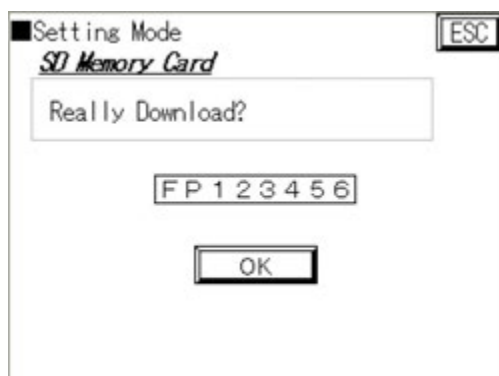 ■Setting Mode
ESC
SD Memory Card
Really Download?
FP123456
OK